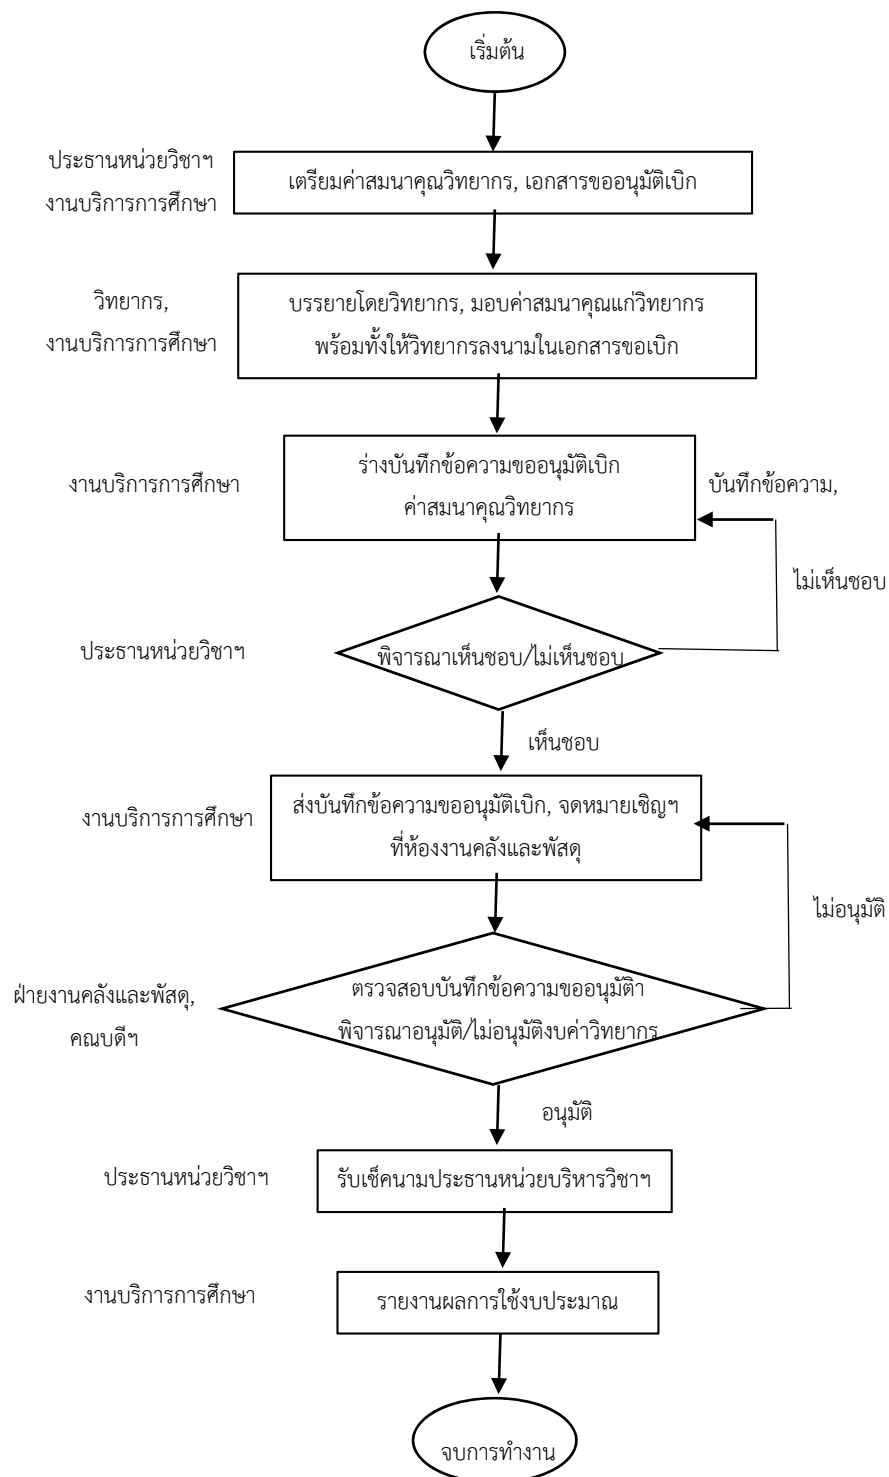 เริ่มต้น
ประธานหน่วยวิชาฯ
งานบริการการศึกษา
เตรียมค่าสมนาคุณวิทยากร, เอกสารขออนุมัติเบิก
วิทยากร,
งานบริการการศึกษา
บรรยายโดยวิทยากร, มอบค่าสมนาคุณแก่วิทยากร
พร้อมทั้งให้วิทยากรลงนามในเอกสารขอเบิก
งานบริการการศึกษา
ร่างบันทึกข้อความขออนุมัติเบิก
ค่าสมนาคุณวิทยากร
บันทึกข้อความ,
ไม่เห็นชอบ
ประธานหน่วยวิชาฯ
พิจารณาเห็นชอบ/ไม่เห็นชอบ
เห็นชอบ
งานบริการการศึกษา
ส่งบันทึกข้อความขออนุมัติเบิก, จดหมายเชิญฯ
ที่ห้องงานคลังและพัสดุ
ไม่อนุมัติ
ฝ่ายงานคลังและพัสดุ,
คณบดีฯ
ตรวจสอบบันทึกข้อความขออนุมัติา
พิจารณาอนุมัติ/ไม่อนุมัติงบค่าวิทยากร
อนุมัติ
ประธานหน่วยวิชาฯ
รับเช็คนามประธานหน่วยบริหารวิชาฯ
งานบริการการศึกษา
รายงานผลการใช้งบประมาณ
จบการทำงาน